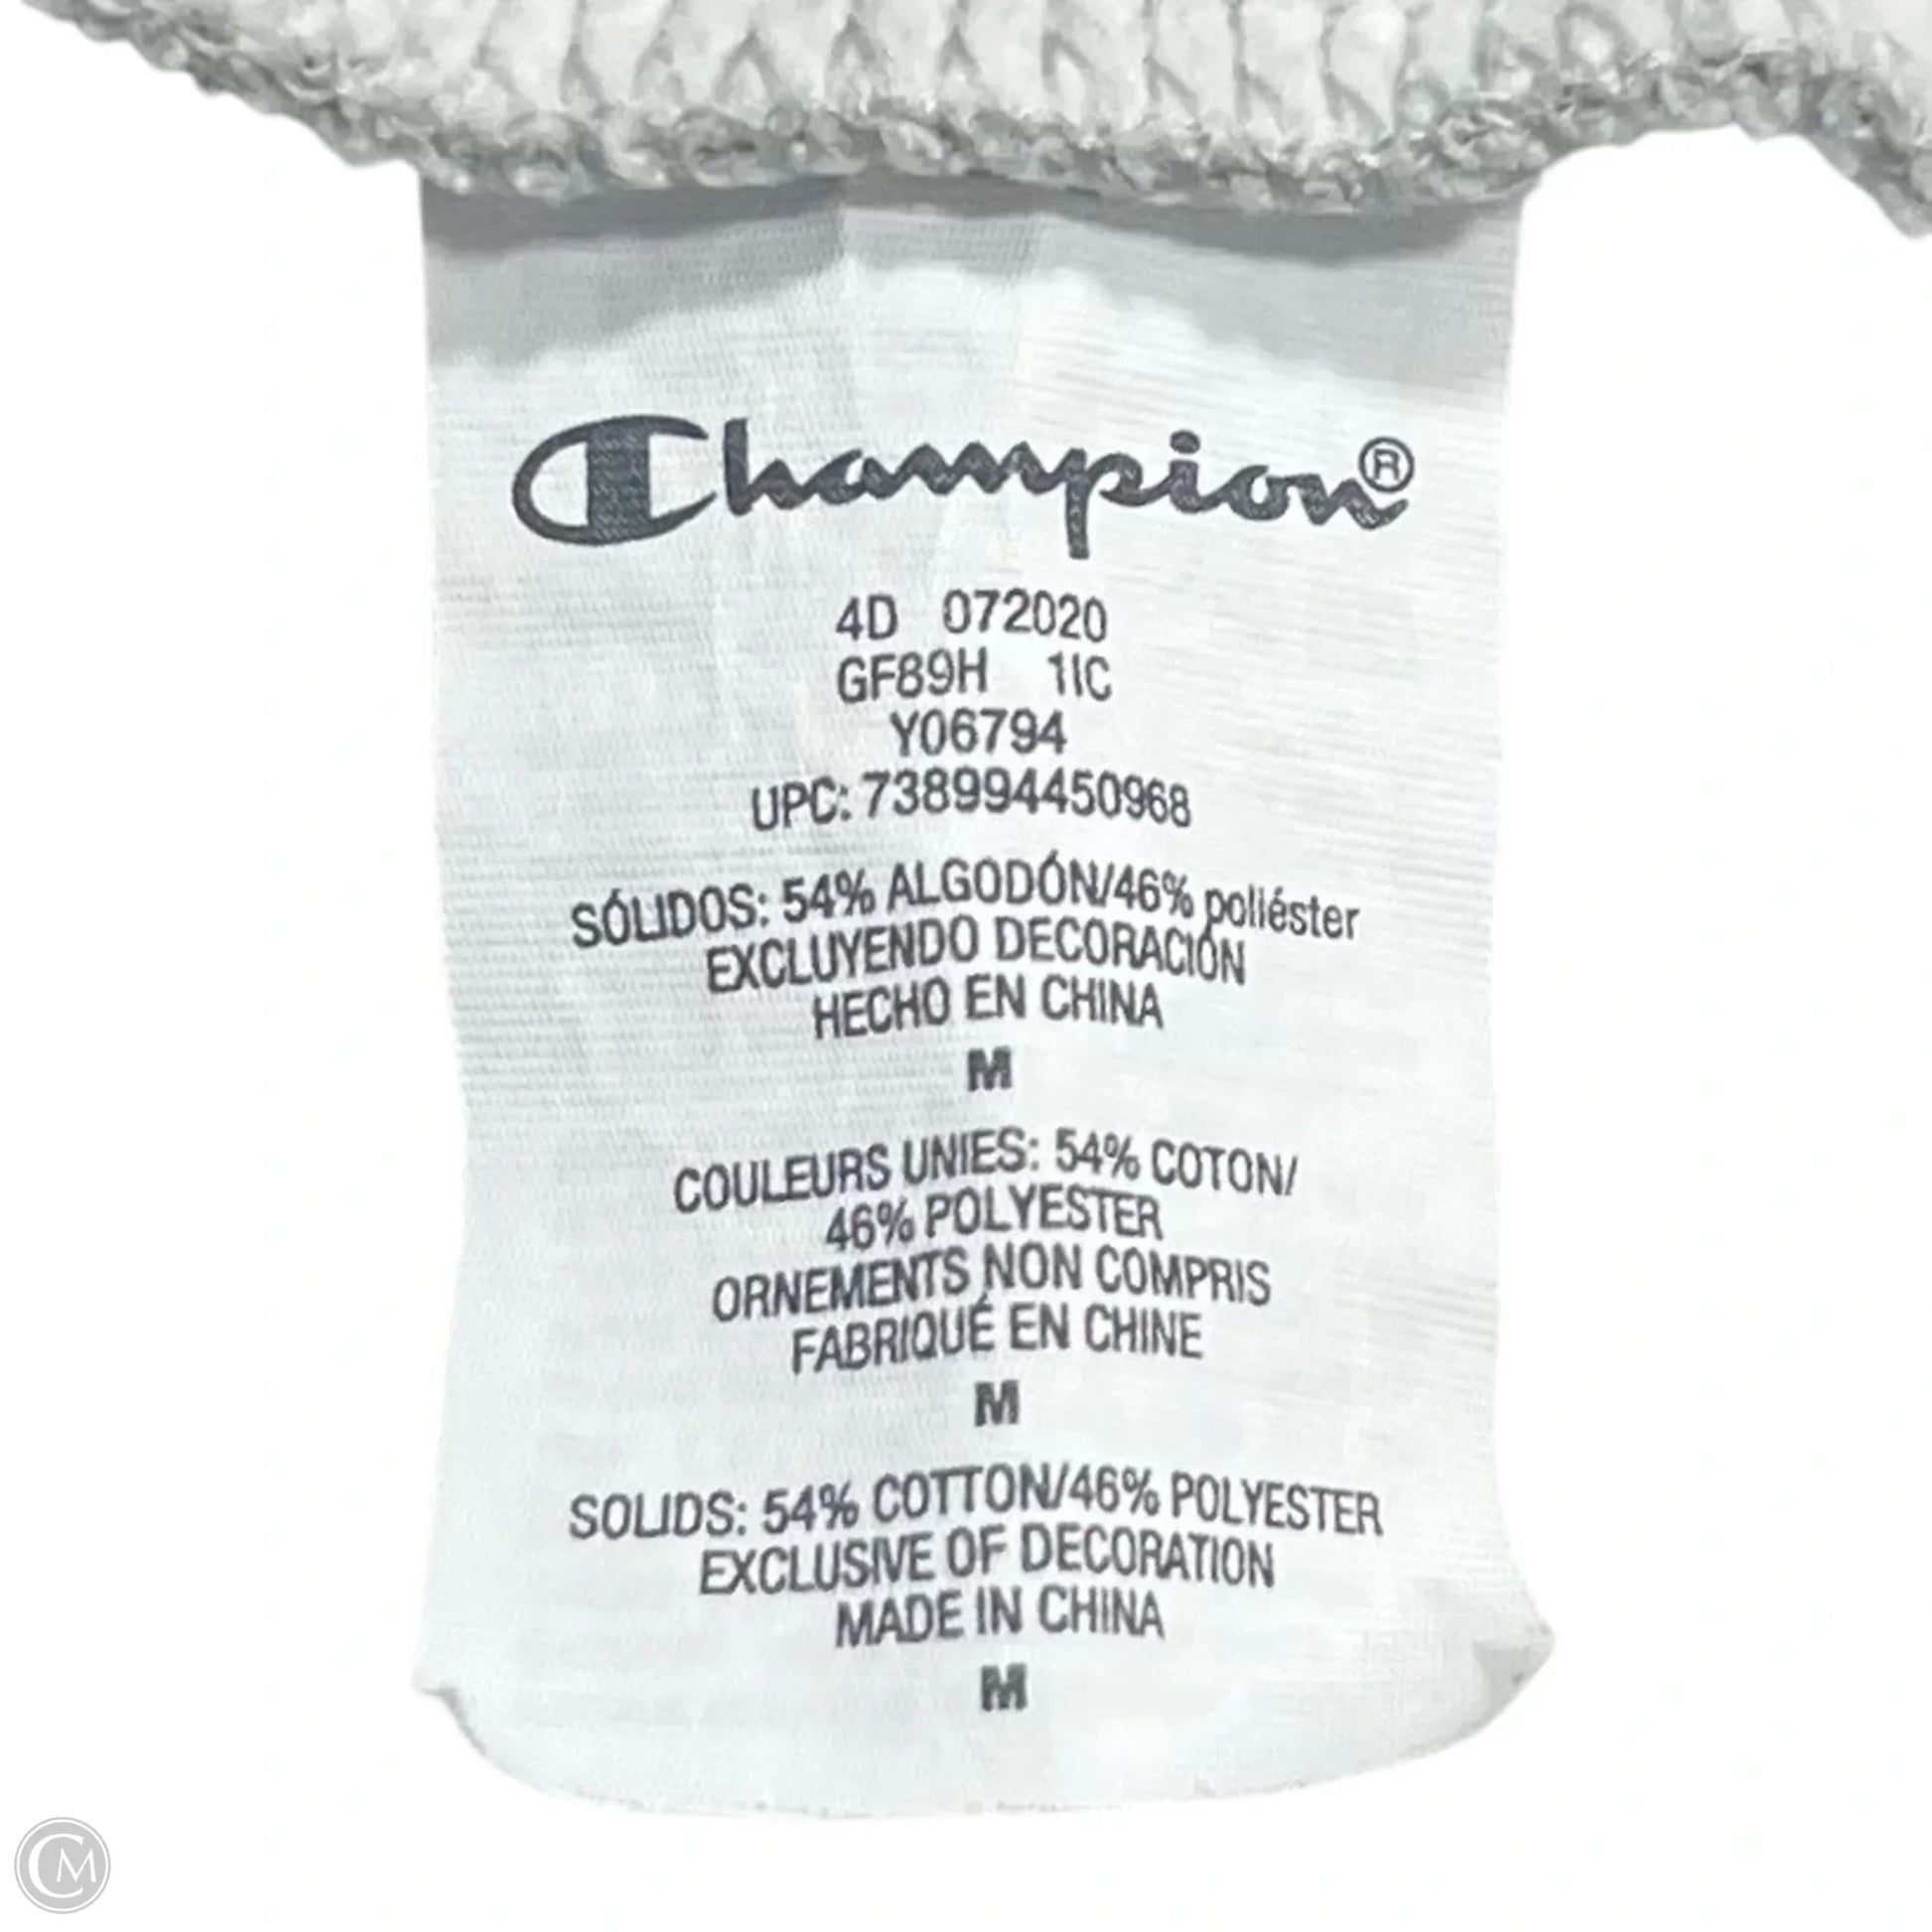 Champion®
4D 072020
GF89H 1IC
Y06794
UPC: 738994450968
SÓLIDOS: 54% ALGODÓN/46% poliéster
EXCLUYENDO DECORACIÓN
HECHO EN CHINA
M
COULEURS UNIES: 54% COTON/
46% POLYESTER
ORNEMENTS NON COMPRIS
FABRIQUÉ EN CHINE
M
SOLIDS: 54% COTTON/46% POLYESTER
EXCLUSIVE OF DECORATION
MADE IN CHINA
M
CM